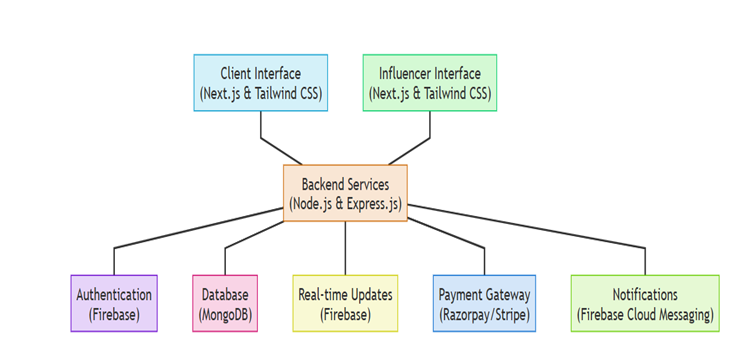 Client Interface
(Next.js & Tailwind CSS)
Influencer Interface
(Next.js & Tailwind CSS)
Backend Services
(Node.js & Express.js)
Authentication
(Firebase)
Database
(MongoDB)
Real-time Updates
(Firebase)
Payment Gateway
(Razorpay/Stripe)
Notifications
(Firebase Cloud Messaging)